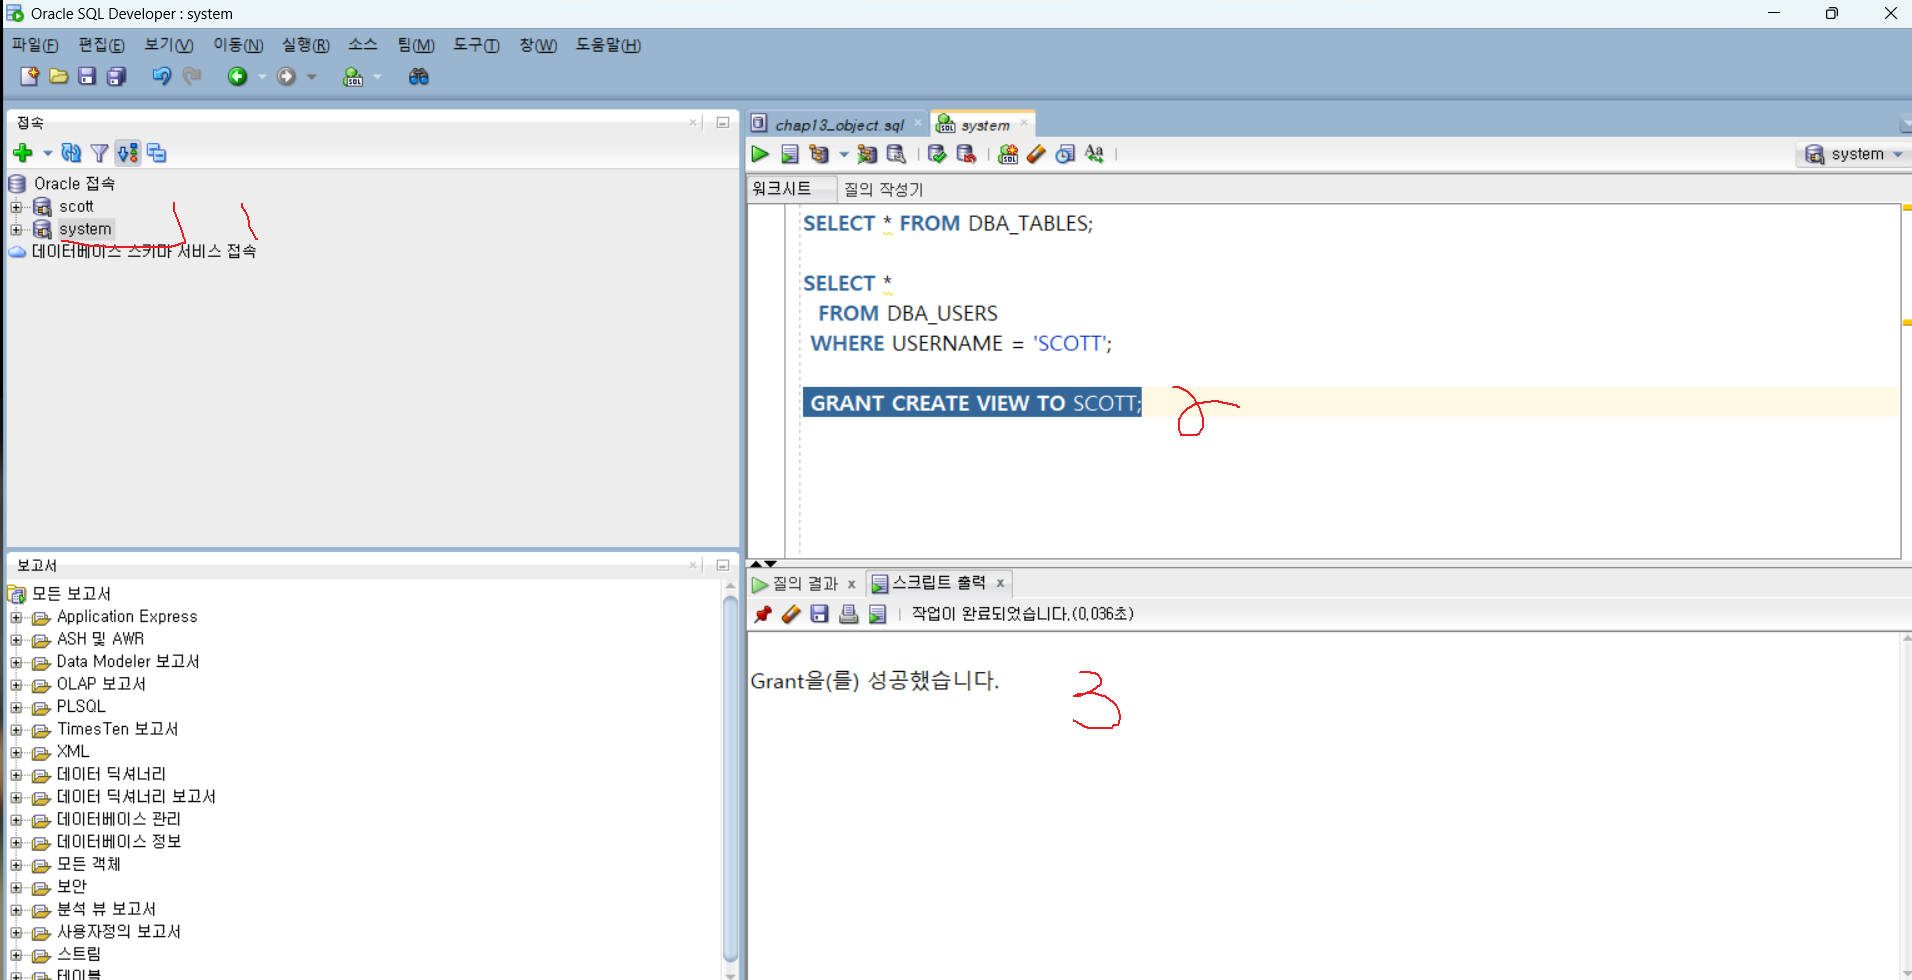 Oracle SQL Developer : system
파일(F) 편집(E) 보기(V) 이동(N) 실행(R) 소스 팀(M) 도구(T) 창(W) 도움말(H)
접속
Oracle 접속
scott
system
데이터베이스 스키마 서비스 접속
1
보고서
모든 보고서
Application Express
ASH 및 AWR
Data Modeler 보고서
OLAP 보고서
PLSQL
TimesTen 보고서
XML
데이터 딕셔너리
데이터 딕셔너리 보고서
데이터베이스 관리
데이터베이스 정보
모든 객체
보안
분석 뷰 보고서
사용자정의 보고서
스트림
테이블
chap13_object.sql
system
system
워크시트 질의 작성기
SELECT * FROM DBA_TABLES;
SELECT *
FROM DBA_USERS
WHERE USERNAME = 'SCOTT';
GRANT CREATE VIEW TO SCOTT;
2
질의 결과 x 스크립트 출력 x
작업이 완료되었습니다.(0.036초)
Grant을(를) 성공했습니다.
3